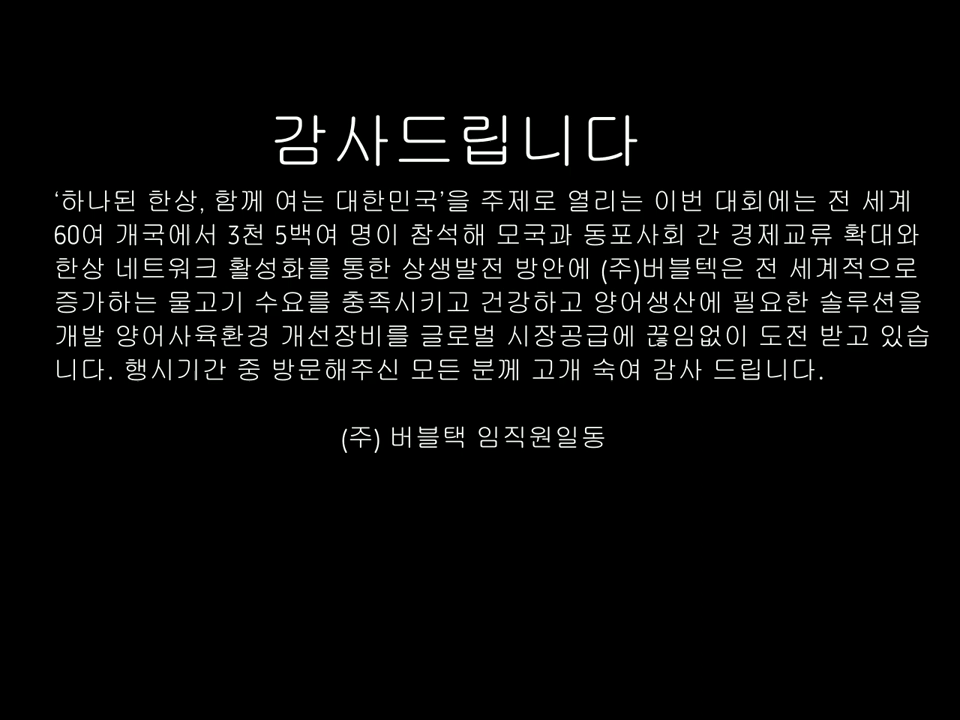 감사드립니다
‘하나된 한상, 함께 여는 대한민국’을 주제로 열리는 이번 대회에는 전 세계
60여 개국에서 3천 5백여 명이 참석해 모국과 동포사회 간 경제교류 확대와
한상 네트워크 활성화를 통한 상생발전 방안에 (주)버블텍은 전 세계적으로
증가하는 물고기 수요를 충족시키고 건강하고 양어생산에 필요한 솔루션을
개발 양어사육환경 개선장비를 글로벌 시장공급에 끊임없이 도전 받고 있습
니다. 행시기간 중 방문해주신 모든 분께 고개 숙여 감사 드립니다.
(주) 버블택 임직원일동